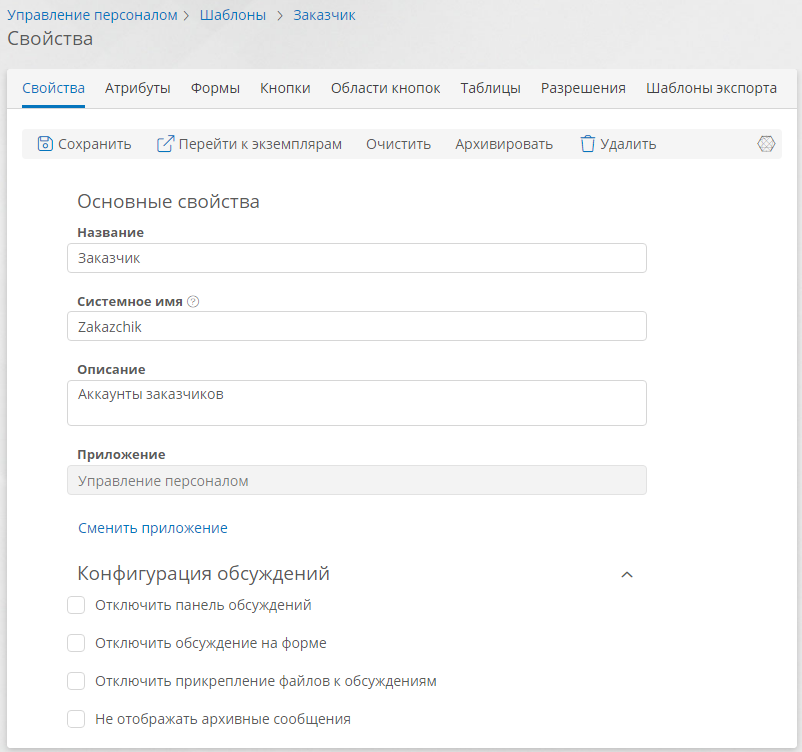 Управление персоналом > Шаблоны > Заказчик
Свойства
Свойства Атрибуты Формы Кнопки Области кнопок Таблицы Разрешения Шаблоны экспорта
Сохранить Перейти к экземплярам Очистить Архивировать Удалить
Основные свойства
Название
Заказчик
Системное имя ?
Zakazchik
Описание
Аккаунты заказчиков
Приложение
Управление персоналом
Сменить приложение
Конфигурация обсуждений
Отключить панель обсуждений
Отключить обсуждение на форме
Отключить прикрепление файлов к обсуждениям
Не отображать архивные сообщения